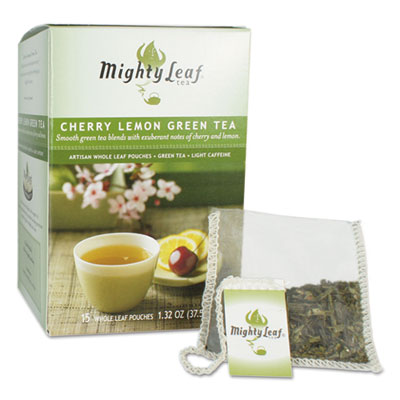 Mighty Leaf®
tea
CHERRY LEMON GREEN TEA
Smooth green tea blends with exuberant notes of cherry and lemon.
ARTISAN WHOLE LEAF POUCHES • GREEN TEA • LIGHT CAFFEINE
15 WHOLE LEAF POUCHES 1.32 OZ (37.5
Mighty Leaf®
tea